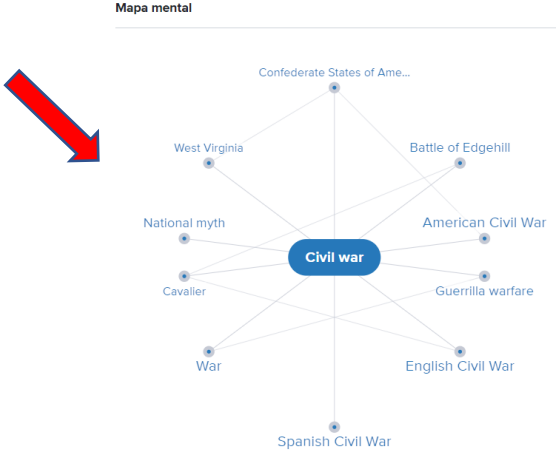 Mapa mental
Confederate States of Ame...
West Virginia
Battle of Edgehill
National myth
American Civil War
Civil war
Cavalier
Guerrilla warfare
War
English Civil War
Spanish Civil War